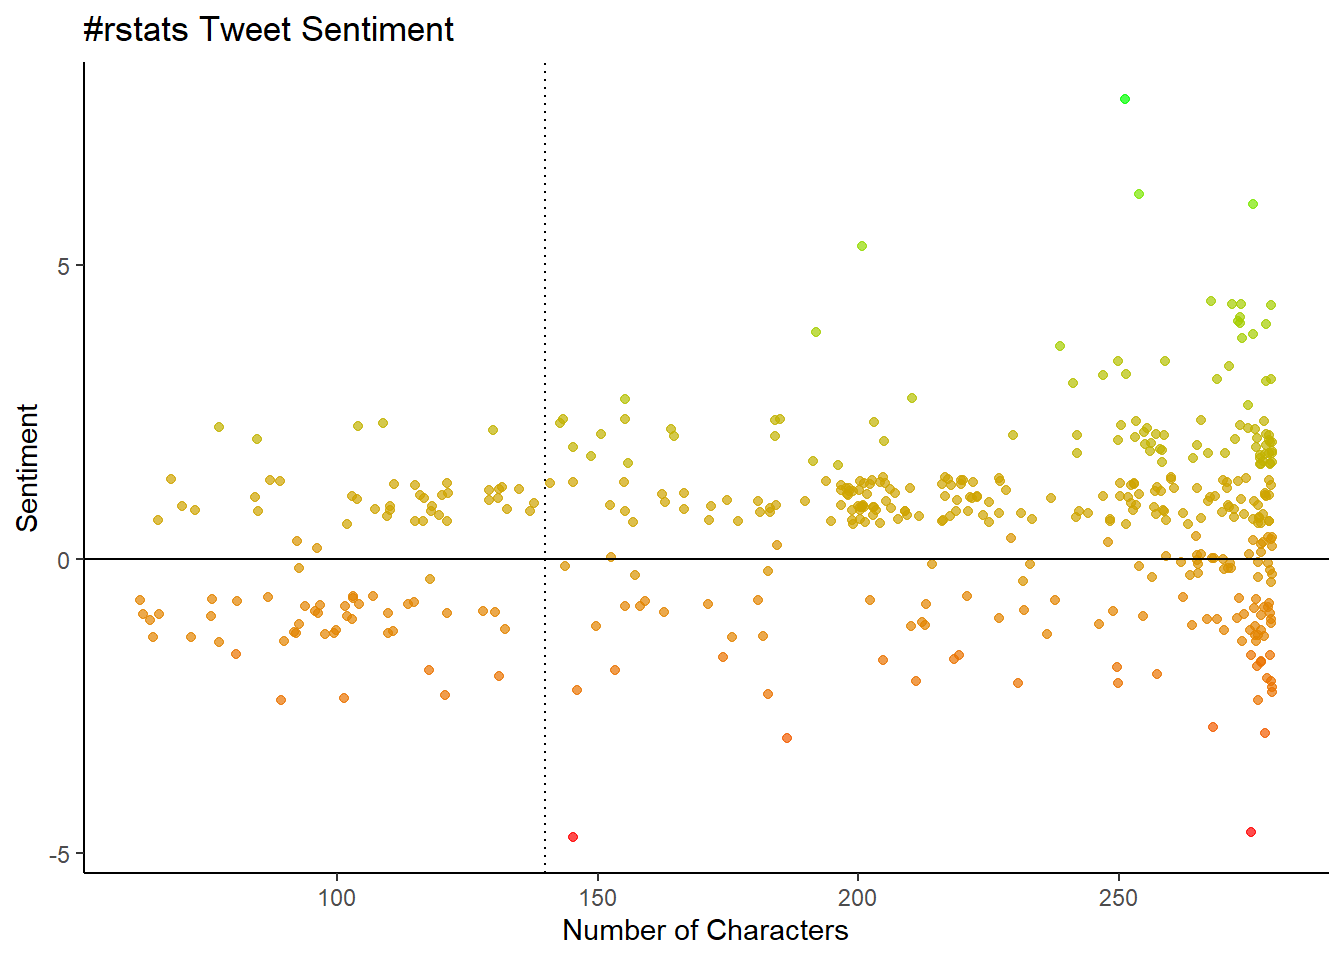 #rstats Tweet Sentiment
Sentiment
5
0
-5
100 150 200 250
Number of Characters